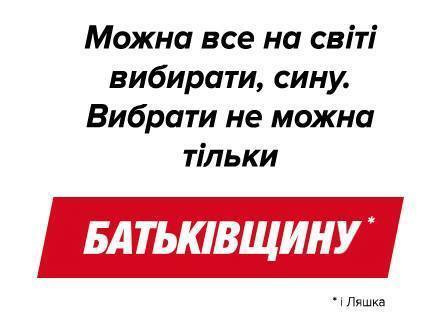 Можна все на світі
вибирати, сину.
Вибрати не можна
тільки
БАТЬКІВЩИНУ*
* і Ляшка